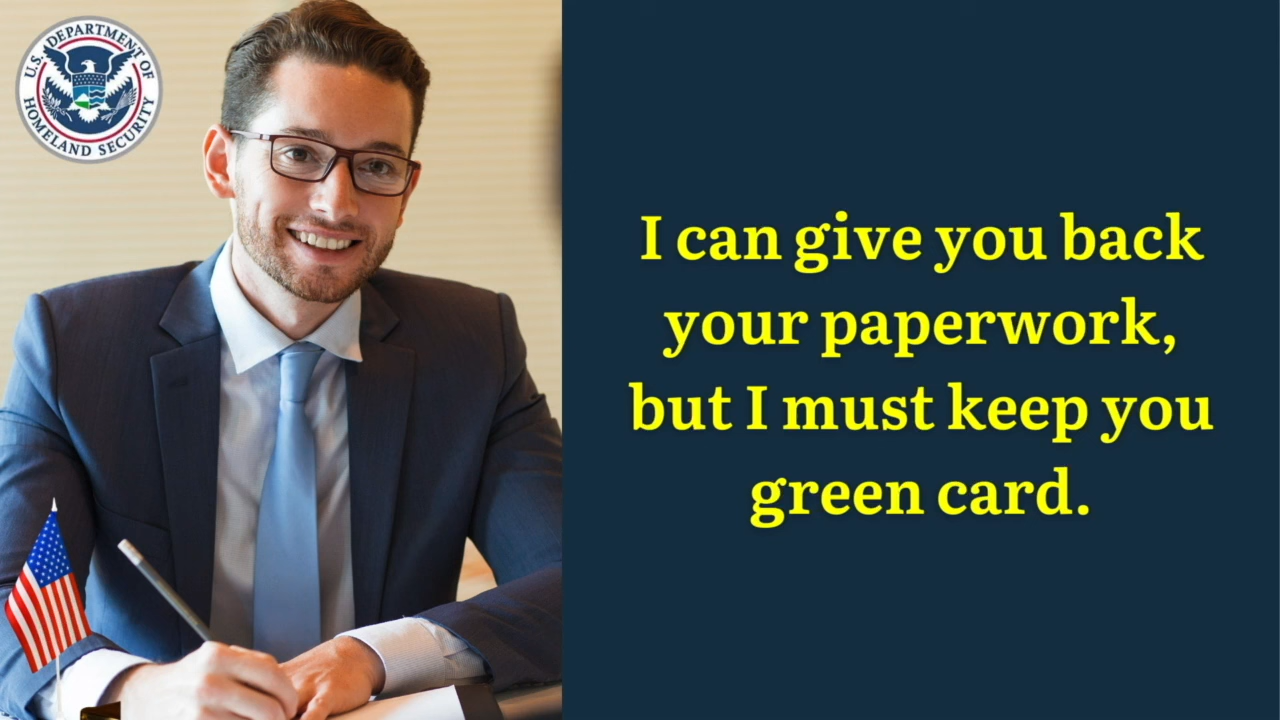 U.S. DEPARTMENT OF
HOMELAND SECURITY
I can give you back
your paperwork,
but I must keep you
green card.